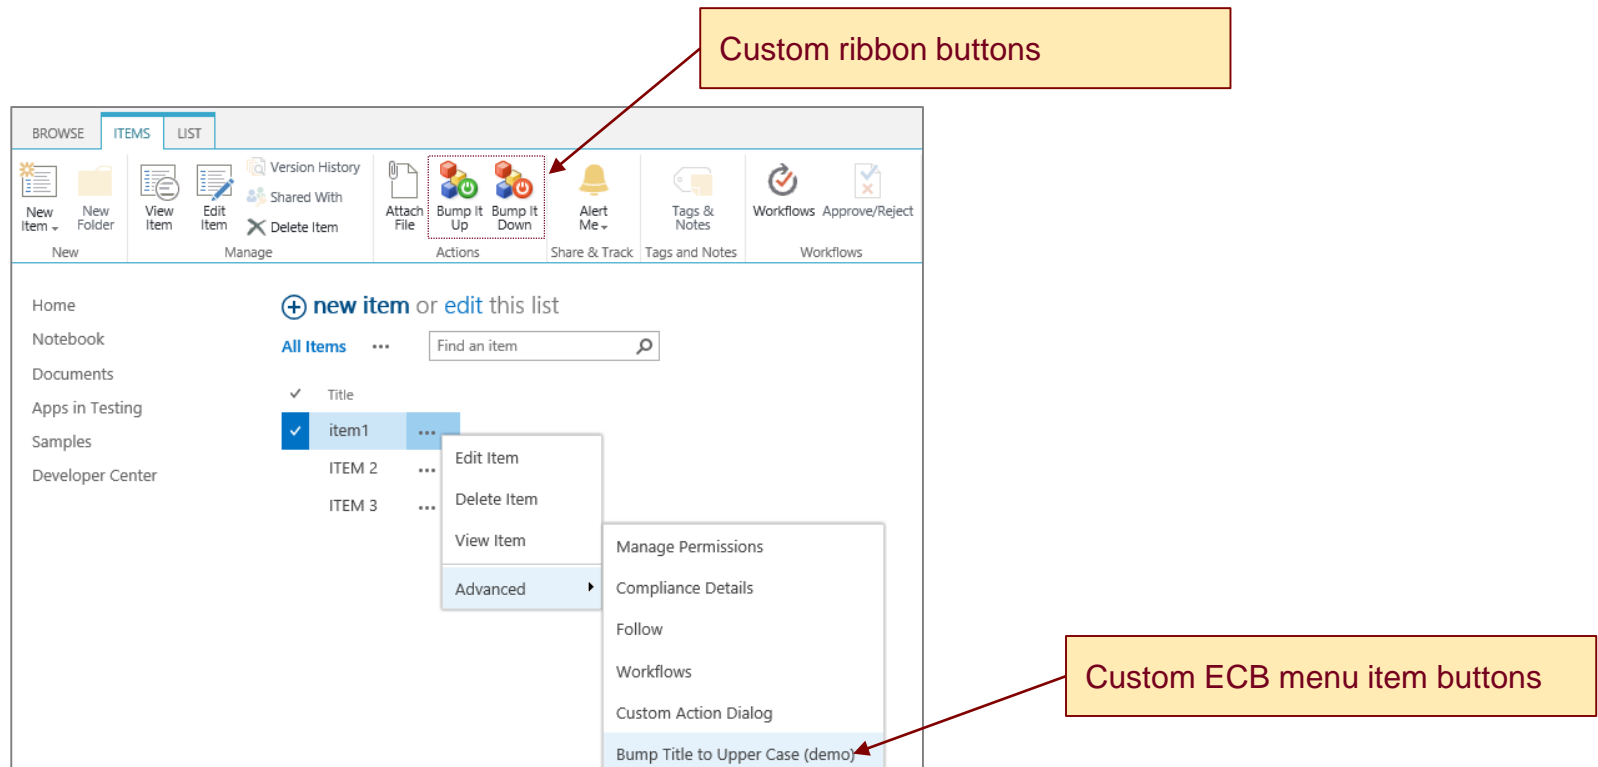 Custom ribbon buttons
BROWSE ITEMS LIST
New Item
New Folder
View Item
Edit Item
Version History
Shared With
Delete Item
Attach File
Bump It Up
Bump It Down
Alert Me
Tags & Notes
Workflows
Approve/Reject
New
Manage
Actions
Share & Track
Tags and Notes
Workflows
Home
Notebook
Documents
Apps in Testing
Samples
Developer Center
new item or edit this list
All Items ••• Find an item
Title
item1 •••
ITEM 2 •••
ITEM 3 •••
Edit Item
Delete Item
View Item
Advanced
Manage Permissions
Compliance Details
Follow
Workflows
Custom Action Dialog
Bump Title to Upper Case (demo)
Custom ECB menu item buttons